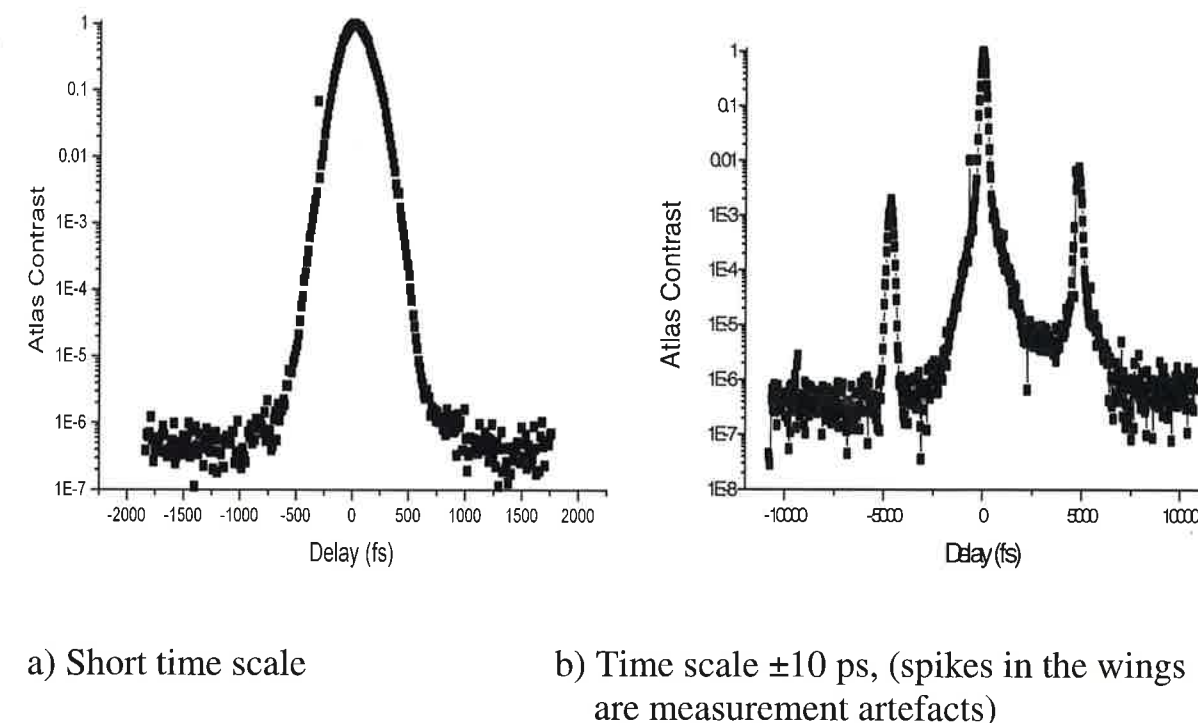 1
0.1
0.01
1E-3
1E-4
1E-5
1E-6
1E-7
Atlas Contrast
-2000 -1500 -1000 -500 0 500 1000 1500 2000
Delay (fs)
1
0.1
0.01
1E-3
1E-4
1E-5
1E-6
1E-7
1E-8
Atlas Contrast
-10000 -5000 0 5000 10000
Delay (fs)
a) Short time scale
b) Time scale ±10 ps, (spikes in the wings
are measurement artefacts)